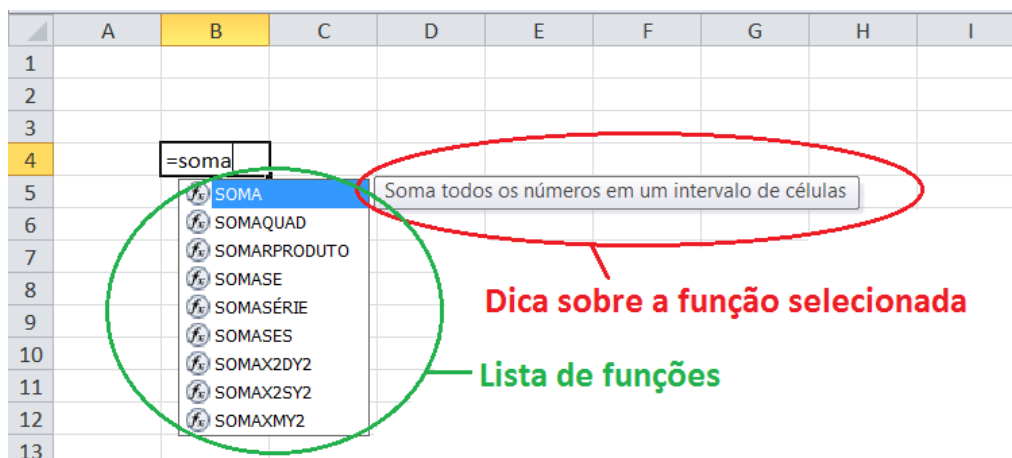 A B C D E F G H I
1
2
3
4 =soma
5 SOMA Soma todos os números em um intervalo de células
6 SOMAQUAD
7 SOMARPRODUTO
8 SOMASE
9 SOMASÉRIE
10 SOMASES
11 SOMAX2DY2
12 SOMAX2SY2
13 SOMAXMY2
Dica sobre a função selecionada
Lista de funções